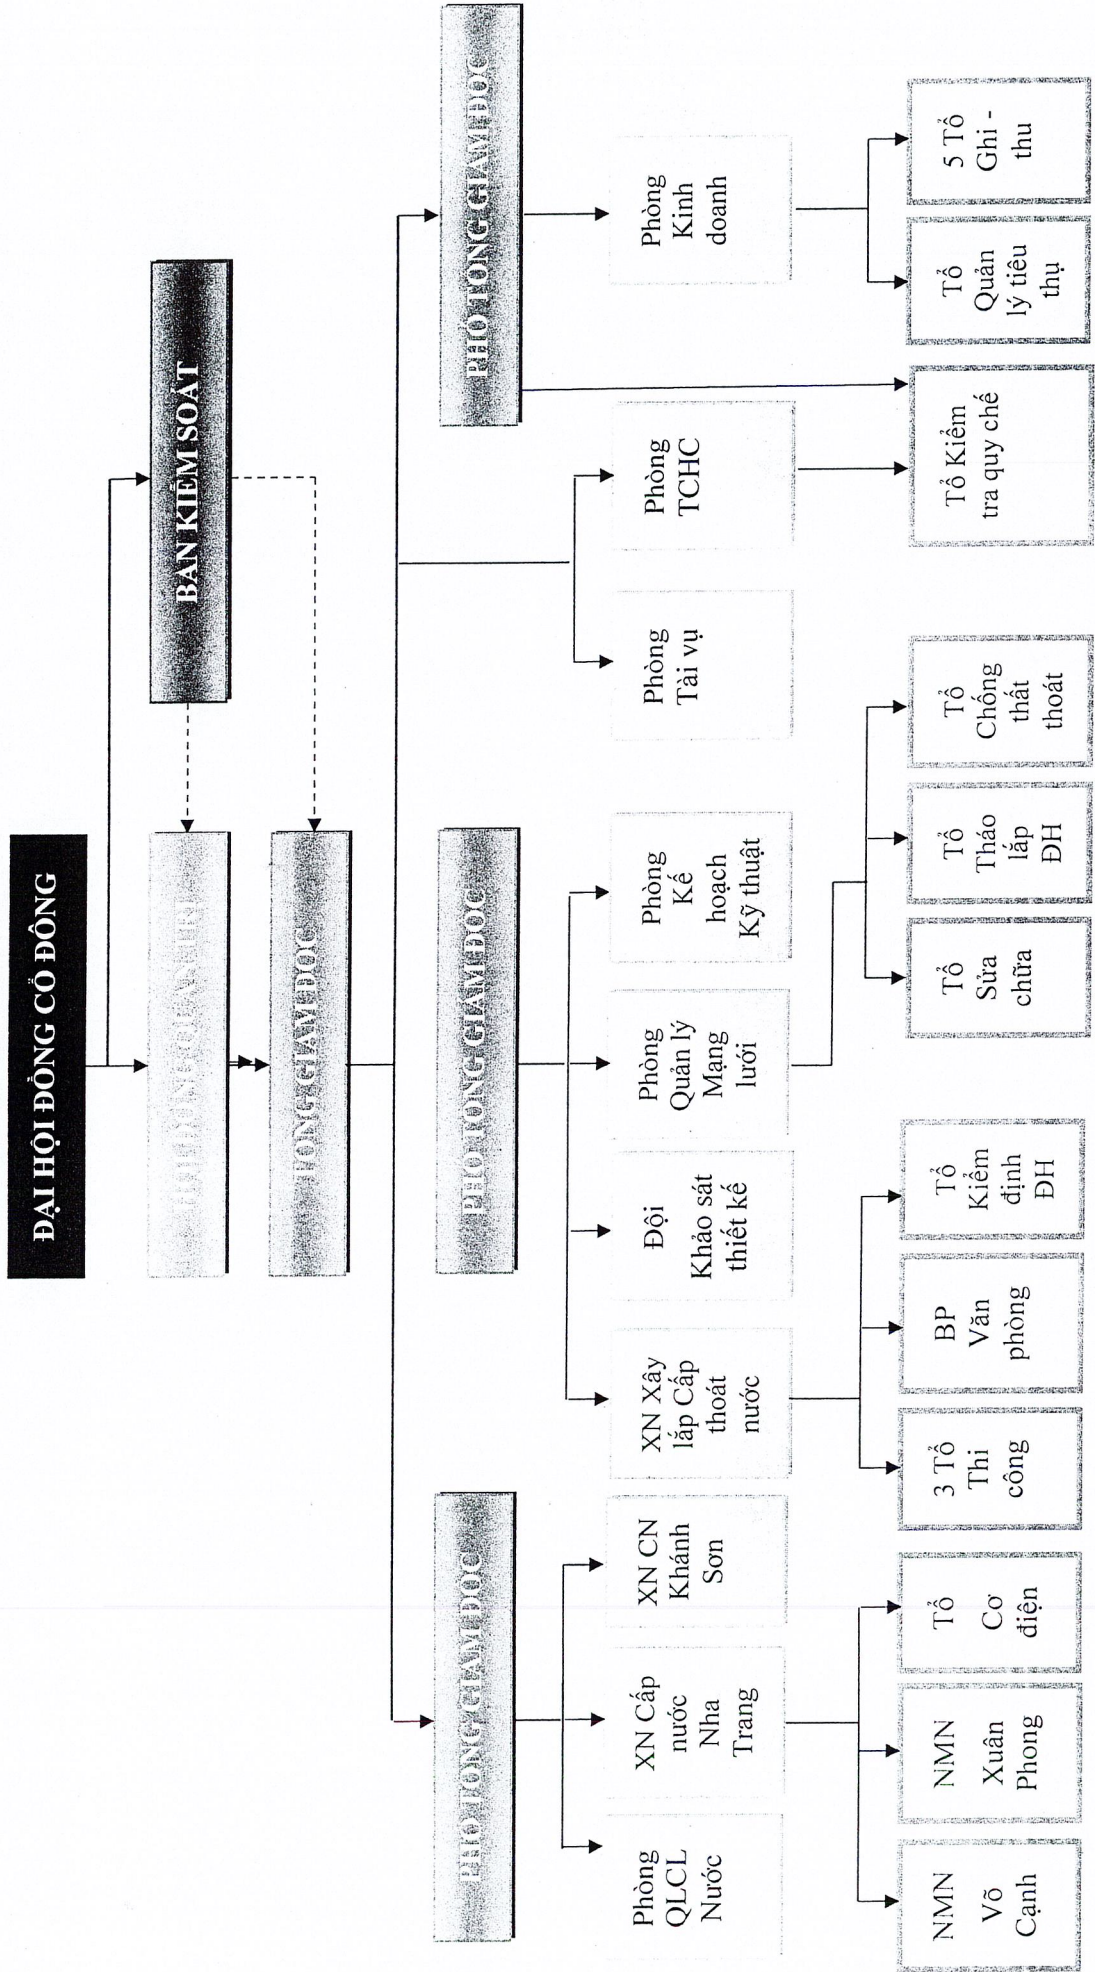 ĐẠI HỘI ĐỒNG CỔ ĐÔNG
BAN KIỂM SOÁT
TỔNG GIÁM ĐỐC
PHÓ TỔNG GIÁM ĐỐC
PHÓ TỔNG GIÁM ĐỐC
PHÓ TỔNG GIÁM ĐỐC
Phòng
QLCL
Nước
XN Cấp
nước
Nha
Trang
XN CN
Khánh
Sơn
XN Xây
lắp Cấp
thoát
nước
Đội
Khảo sát
thiết kế
Phòng
Quản lý
Mạng
lưới
Phòng
Kế
hoạch
Kỹ thuật
Phòng
Tài vụ
Phòng
TCHC
Phòng
Kinh
doanh
NMN
Võ
Cạnh
NMN
Xuân
Phong
Tổ
Cơ
điện
3 Tổ
Thi
công
BP
Văn
phòng
Tổ
Kiểm
định
ĐH
Tổ
Sửa
chữa
Tổ
Tháo
lắp
ĐH
Tổ
Chống
thất
thoát
Tổ Kiểm
tra quy chế
Tổ
Quản
lý tiêu
thụ
5 Tổ
Ghi -
thu